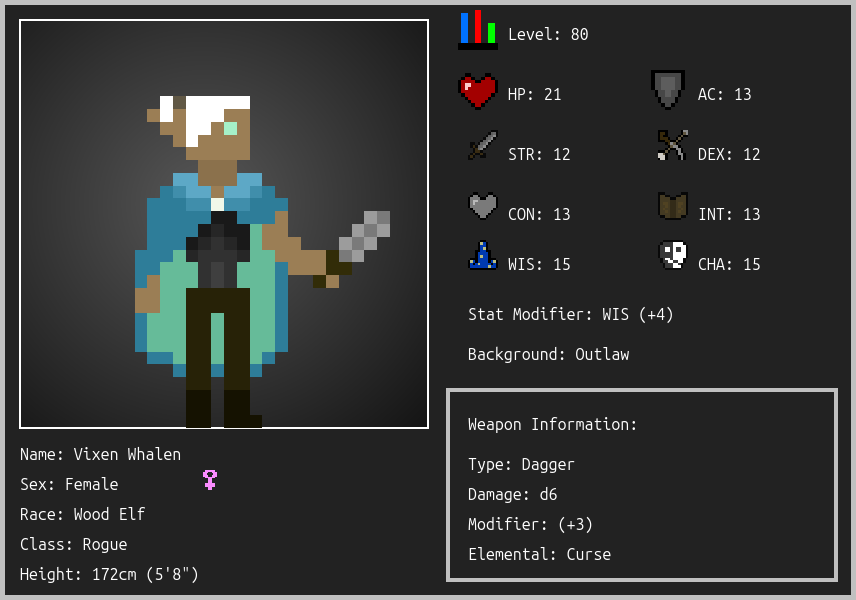 Level: 80
HP: 21
AC: 13
STR: 12
DEX: 12
CON: 13
INT: 13
WIS: 15
CHA: 15
Stat Modifier: WIS (+4)
Background: Outlaw
Weapon Information:
Type: Dagger
Damage: d6
Modifier: (+3)
Elemental: Curse
Name: Vixen Whalen
Sex: Female
Race: Wood Elf
Class: Rogue
Height: 172cm (5'8")